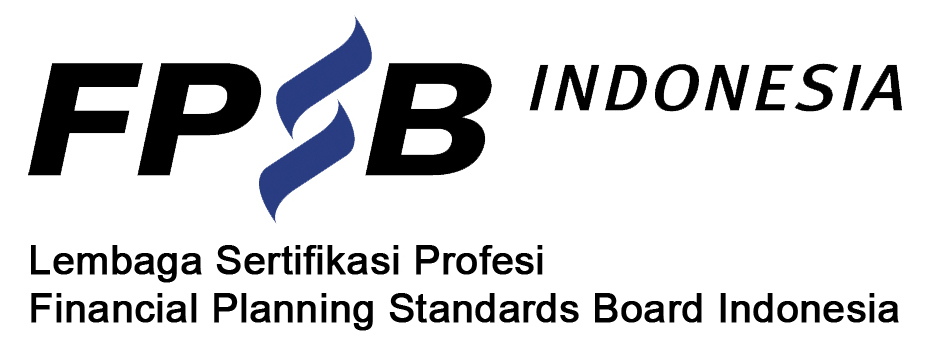 FPSB INDONESIA
Lembaga Sertifikasi Profesi
Financial Planning Standards Board Indonesia